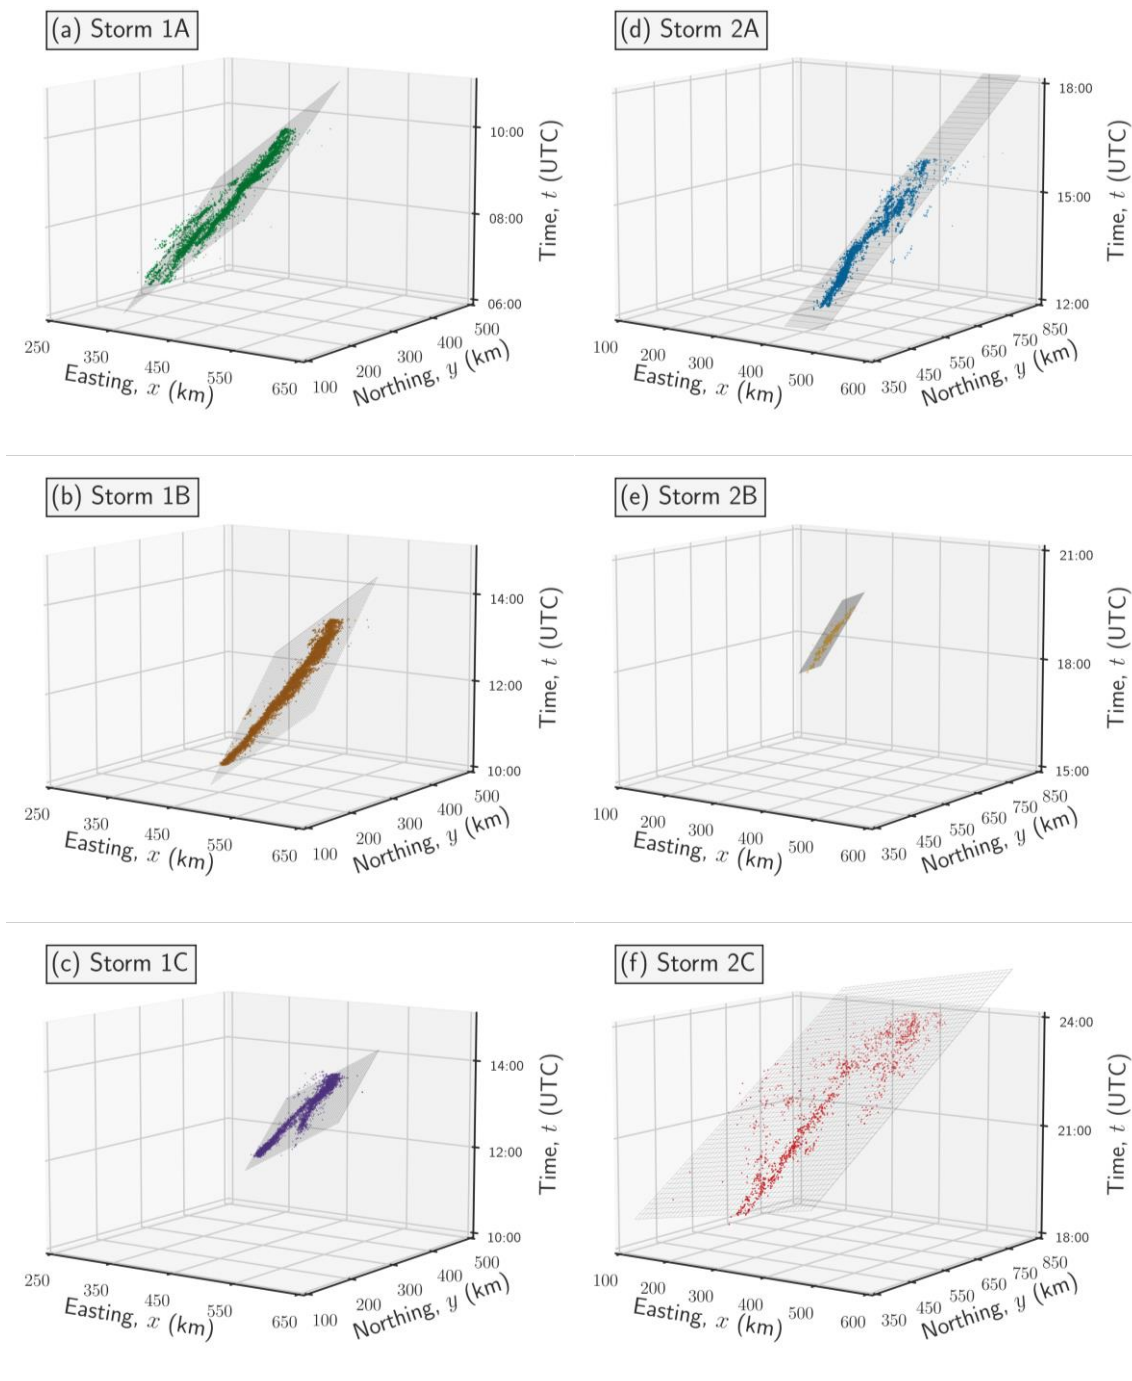 (a) Storm 1A
10:00
08:00
06:00
Time, t (UTC)
250 350 450 550 650
Easting, x (km)
100 200 300 400 500
Northing, y (km)
(d) Storm 2A
18:00
15:00
12:00
Time, t (UTC)
100 200 300 400 500 600
Easting, x (km)
350 450 550 650 750 850
Northing, y (km)
(b) Storm 1B
14:00
12:00
10:00
Time, t (UTC)
250 350 450 550 650
Easting, x (km)
100 200 300 400 500
Northing, y (km)
(e) Storm 2B
21:00
18:00
15:00
Time, t (UTC)
100 200 300 400 500 600
Easting, x (km)
350 450 550 650 750 850
Northing, y (km)
(c) Storm 1C
14:00
12:00
10:00
Time, t (UTC)
250 350 450 550 650
Easting, x (km)
100 200 300 400 500
Northing, y (km)
(f) Storm 2C
24:00
21:00
18:00
Time, t (UTC)
100 200 300 400 500 600
Easting, x (km)
350 450 550 650 750 850
Northing, y (km)